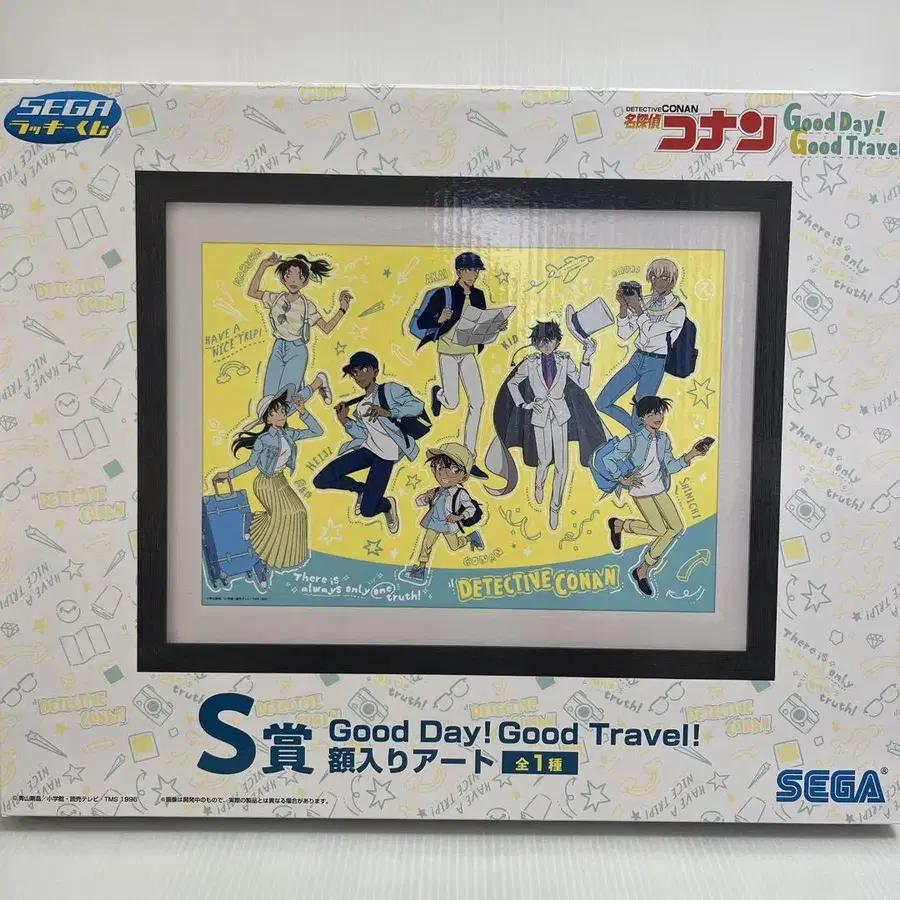 SEGA
ラッキーくじ
DETECTIVE CONAN
名探偵コナン
Good Day!
Good Travel
HAVE A
NICE TRIP!
AKAI
KID
HEIJI
CONAN
SHINICHI
There is
always only one
truth!
DETECTIVE CONAN
S賞
Good Day! Good Travel!
額入りアート 全1種
©青山剛昌／小学館・読売テレビ・TMS 1996
※画像は開発中のもので、実際の製品とは異なる場合があります。
SEGA®